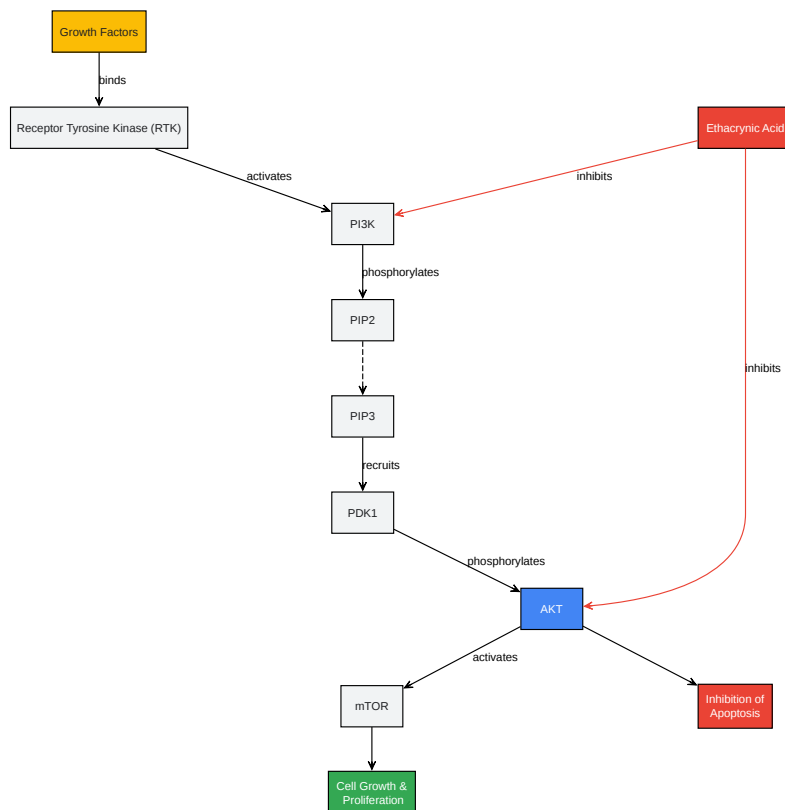 Growth Factors
binds
Receptor Tyrosine Kinase (RTK)
Ethacrynic Acid
activates
inhibits
PI3K
phosphorylates
PIP2
inhibits
PIP3
recruits
PDK1
phosphorylates
AKT
activates
mTOR
Inhibition of
Apoptosis
Cell Growth &
Proliferation